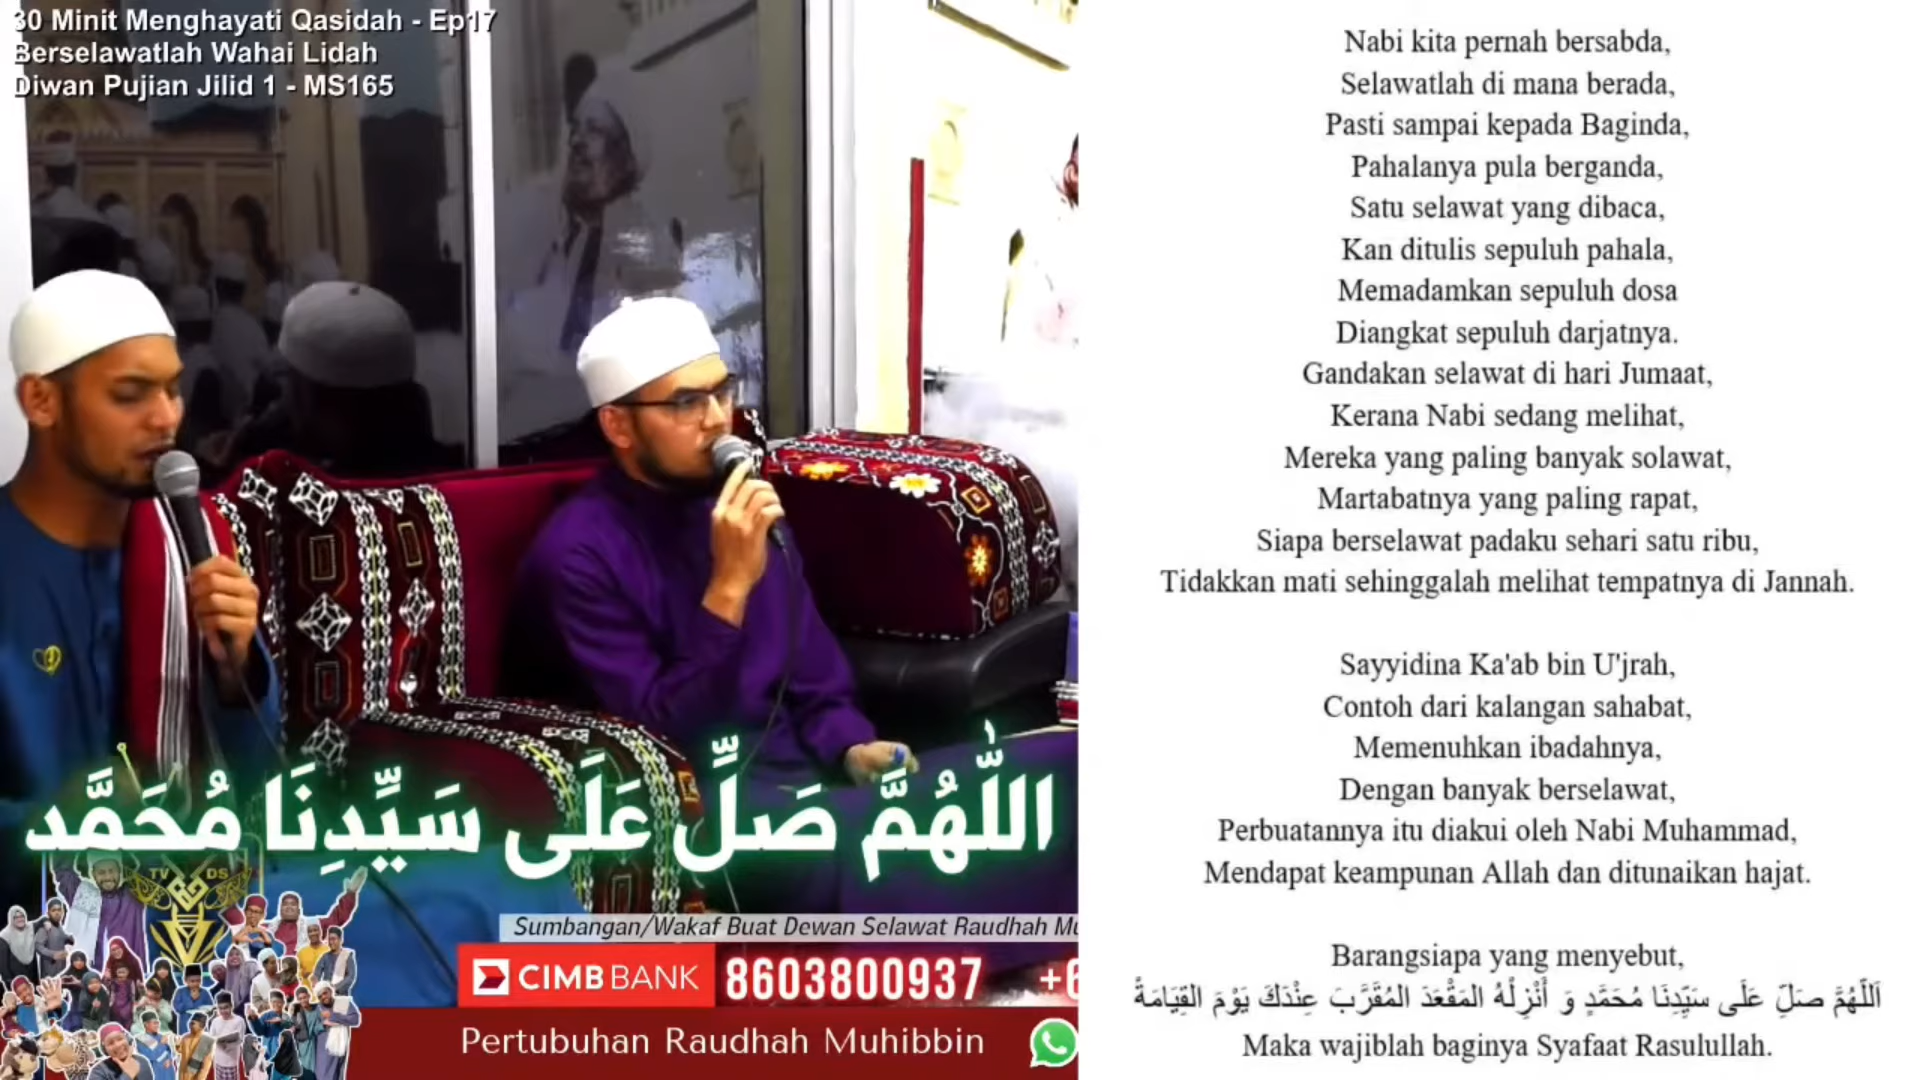 30 Minit Menghayati Qasidah - Ep17
Berselawatlah Wahai Lidah
Diwan Pujian Jilid 1 - MS165
اللّٰهُمَّ صَلِّ عَلَى سَيِّدِنَا مُحَمَّد
TV DS
Sumbangan/Wakaf Buat Dewan Selawat Raudhah
CIMB BANK 8603800937 +6
Pertubuhan Raudhah Muhibbin
Nabi kita pernah bersabda,
Selawatlah di mana berada,
Pasti sampai kepada Baginda,
Pahalanya pula berganda,
Satu selawat yang dibaca,
Kan ditulis sepuluh pahala,
Memadamkan sepuluh dosa
Diangkat sepuluh darjatnya.
Gandakan selawat di hari Jumaat,
Kerana Nabi sedang melihat,
Mereka yang paling banyak solawat,
Martabatnya yang paling rapat,
Siapa berselawat padaku sehari satu ribu,
Tidakkan mati sehinggalah melihat tempatnya di Jannah.
Sayyidina Ka'ab bin U'jrah,
Contoh dari kalangan sahabat,
Memenuhkan ibadahnya,
Dengan banyak berselawat,
Perbuatannya itu diakui oleh Nabi Muhammad,
Mendapat keampunan Allah dan ditunaikan hajat.
Barangsiapa yang menyebut,
اَللّٰهُمَّ صَلِّ عَلَى سَيِّدِنَا مُحَمَّدٍ وَ أَنْزِلْهُ المَقْعَدَ المُقَرَّبَ عِنْدَكَ يَوْمَ القِيَامَةْ
Maka wajiblah baginya Syafaat Rasulullah.